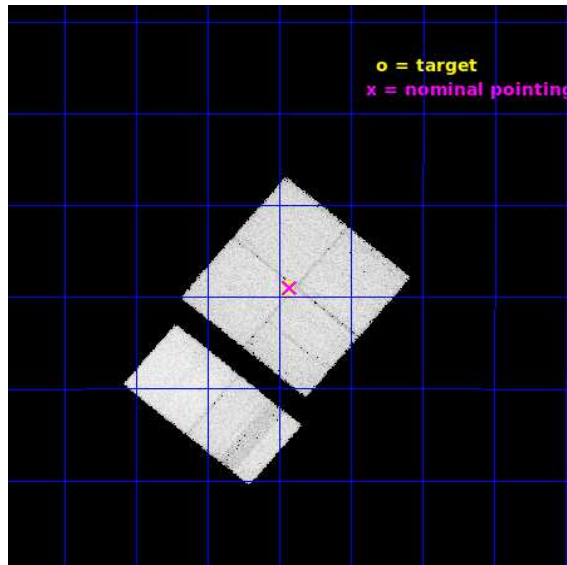 o = target
x = nominal pointing